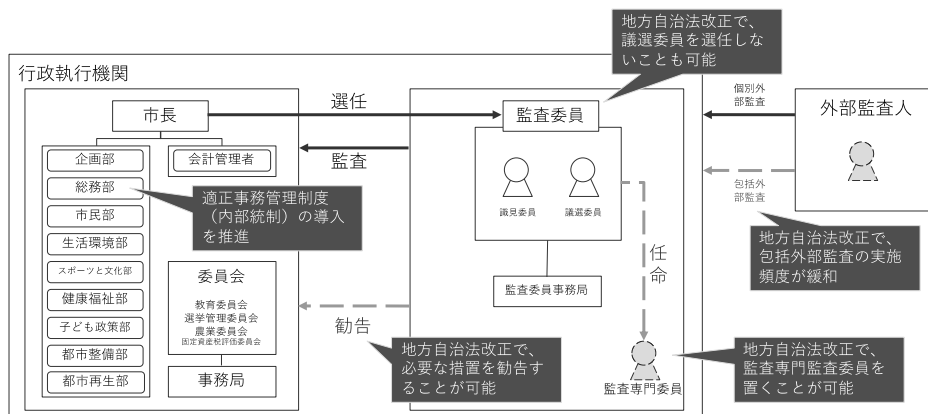 行政執行機関
市長
企画部
総務部
市民部
生活環境部
スポーツと文化部
健康福祉部
子ども政策部
都市整備部
都市再生部
会計管理者
適正事務管理制度
（内部統制）の導入
を推進
委員会
教育委員会
選挙管理委員会
農業委員会
固定資産税評価委員会
事務局
選任
監査
勧告
地方自治法改正で、
必要な措置を勧告す
ることが可能
地方自治法改正で、
議選委員を選任しな
いことも可能
監査委員
識見委員
議選委員
監査委員事務局
任命
監査専門委員
地方自治法改正で、
監査専門監査委員を
置くことが可能
個別外
部監査
包括外
部監査
外部監査人
地方自治法改正で、
包括外部監査の実施
頻度が緩和